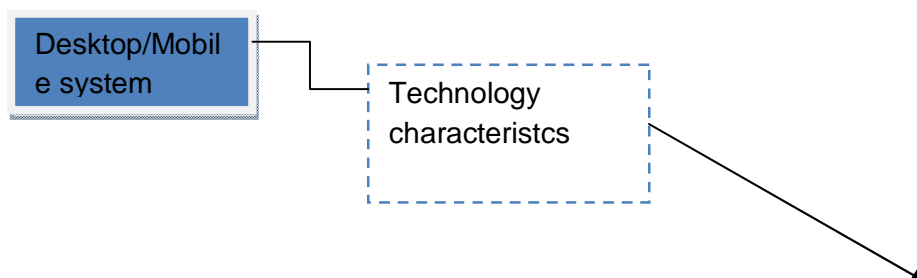 Desktop/Mobil
e system
Technology
characteristcs